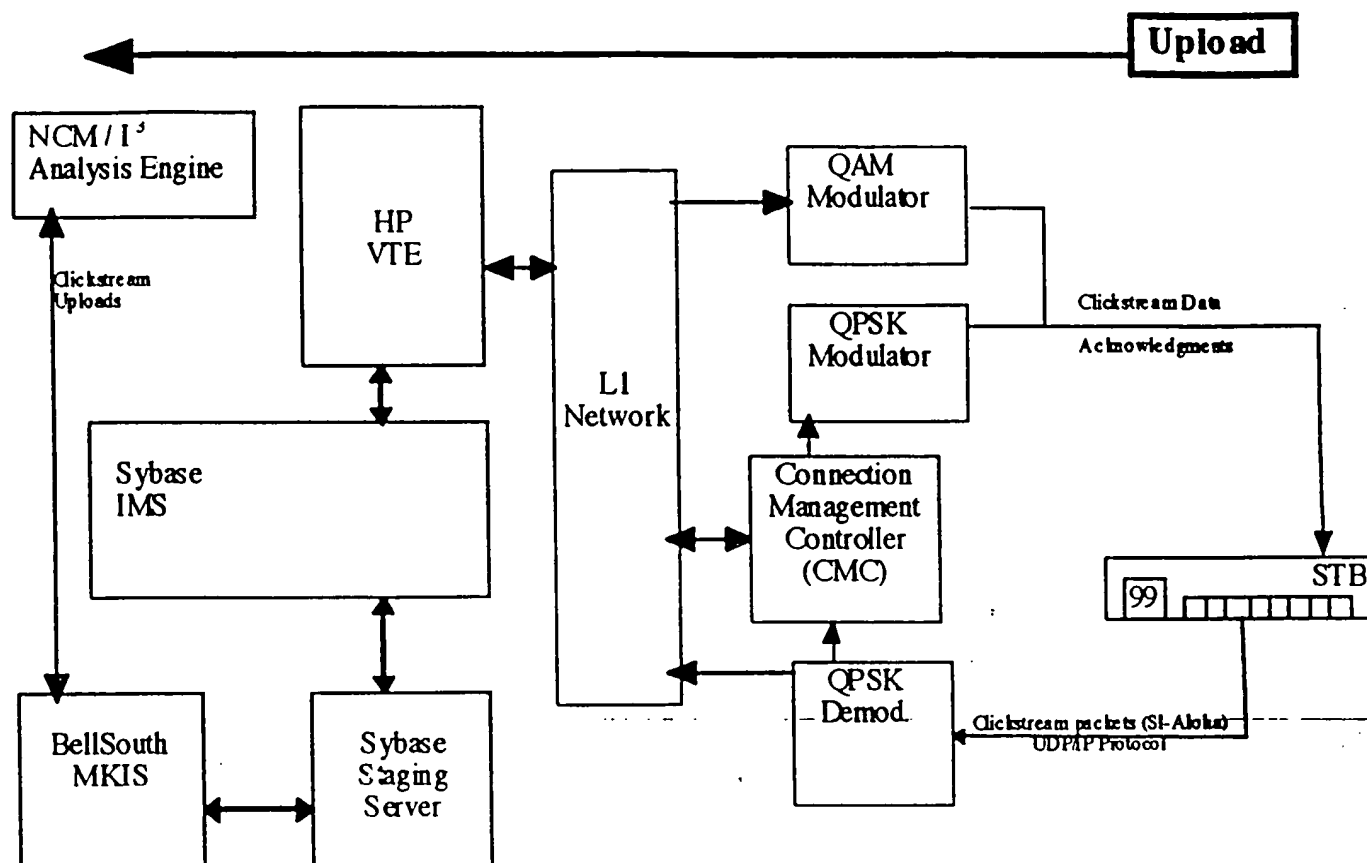 Upload
NCM / I³
Analysis Engine
HP
VTE
QAM
Modulator
Clickstream
Uploads
Clickstream Data
Acknowledgments
QPSK
Modulator
L1
Network
Sybase
IMS
Connection
Management
Controller
(CMC)
STB
99
QPSK
Demod.
Clickstream packets (Sl-Aloha)
UDP/IP Protocol
BellSouth
MKIS
Sybase
Staging
Server